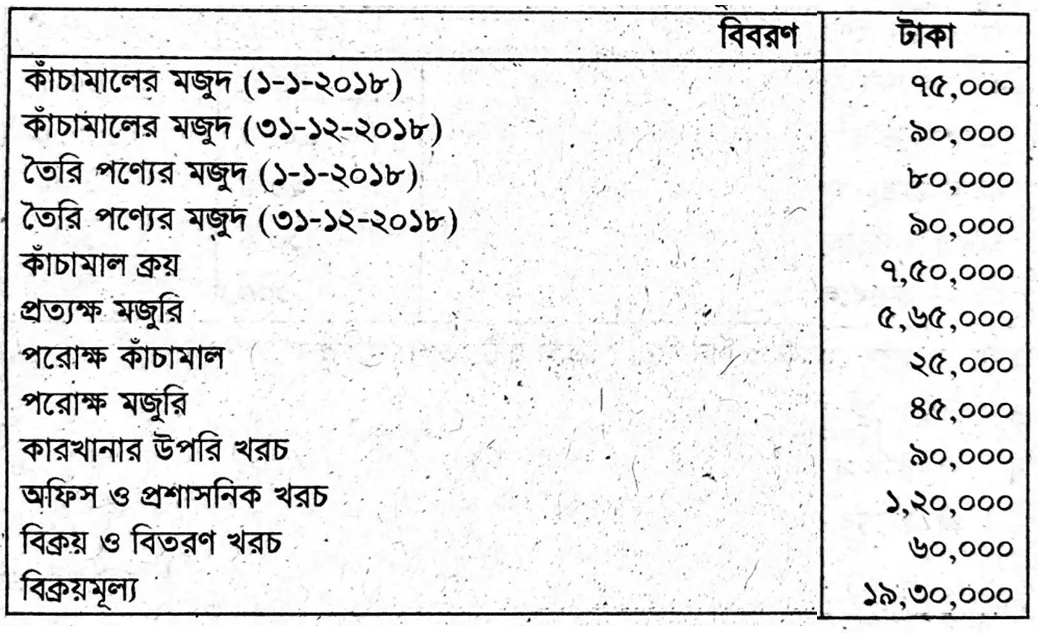 বিবরণ টাকা
কাঁচামালের মজুদ (১-১-২০১৮) ৭৫,০০০
কাঁচামালের মজুদ (৩১-১২-২০১৮) ৯০,০০০
তৈরি পণ্যের মজুদ (১-১-২০১৮) ৮০,০০০
তৈরি পণ্যের মজুদ (৩১-১২-২০১৮) ৯০,০০০
কাঁচামাল ক্রয় ৭,৫০,০০০
প্রত্যক্ষ মজুরি ৫,৬৫,০০০
পরোক্ষ কাঁচামাল ২৫,০০০
পরোক্ষ মজুরি ৪৫,০০০
কারখানার উপরি খরচ ৯০,০০০
অফিস ও প্রশাসনিক খরচ ১,২০,০০০
বিক্রয় ও বিতরণ খরচ ৬০,০০০
বিক্রয়মূল্য ১৯,৩০,০০০